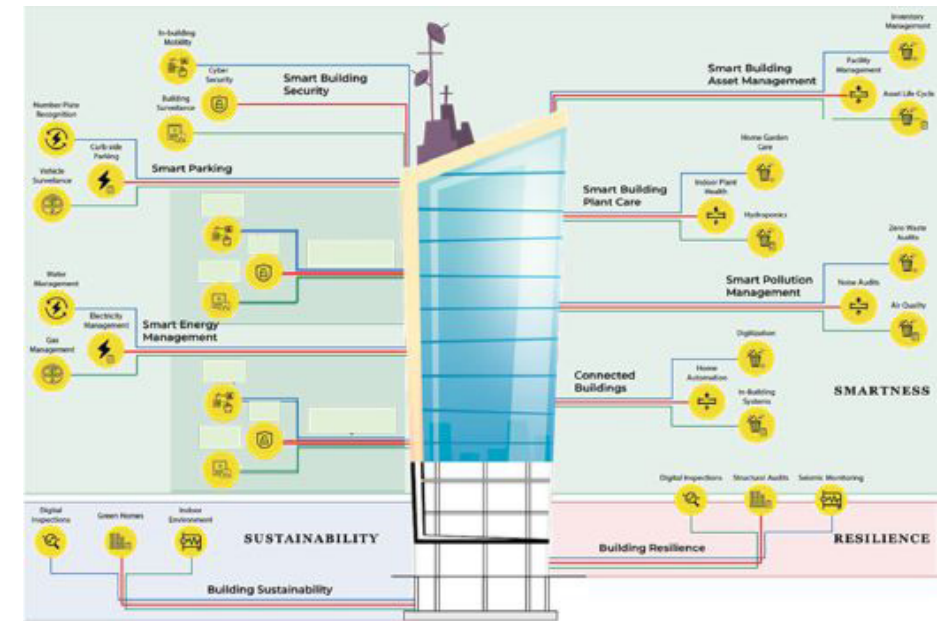 In-building
Mobility
Cyber
Security
Building
Surveilance
Smart Building
Security
Number Plate
Recognition
Curb side
Parking
Vehicle
Surveilance
Smart Parking
Water
Management
Electricity
Management
Gas
Management
Smart Energy
Management
Inventory
Management
Facility
Management
Asset Life Cycle
Smart Building
Asset Management
Home Garden
Care
Indoor Plant
Health
Hydroponics
Smart Building
Plant Care
Zero Waste
Audits
Noise Audits
Air Quality
Smart Pollution
Management
Digitization
Home
Automation
In-Building
Systems
Connected
Buildings
SMARTNESS
Digital
Inspections
Green Homes
Indoor
Environment
SUSTAINABILITY
Building Sustainability
Digital Inspections
Structural Audits
Seismic Monitoring
Building Resilience
RESILIENCE